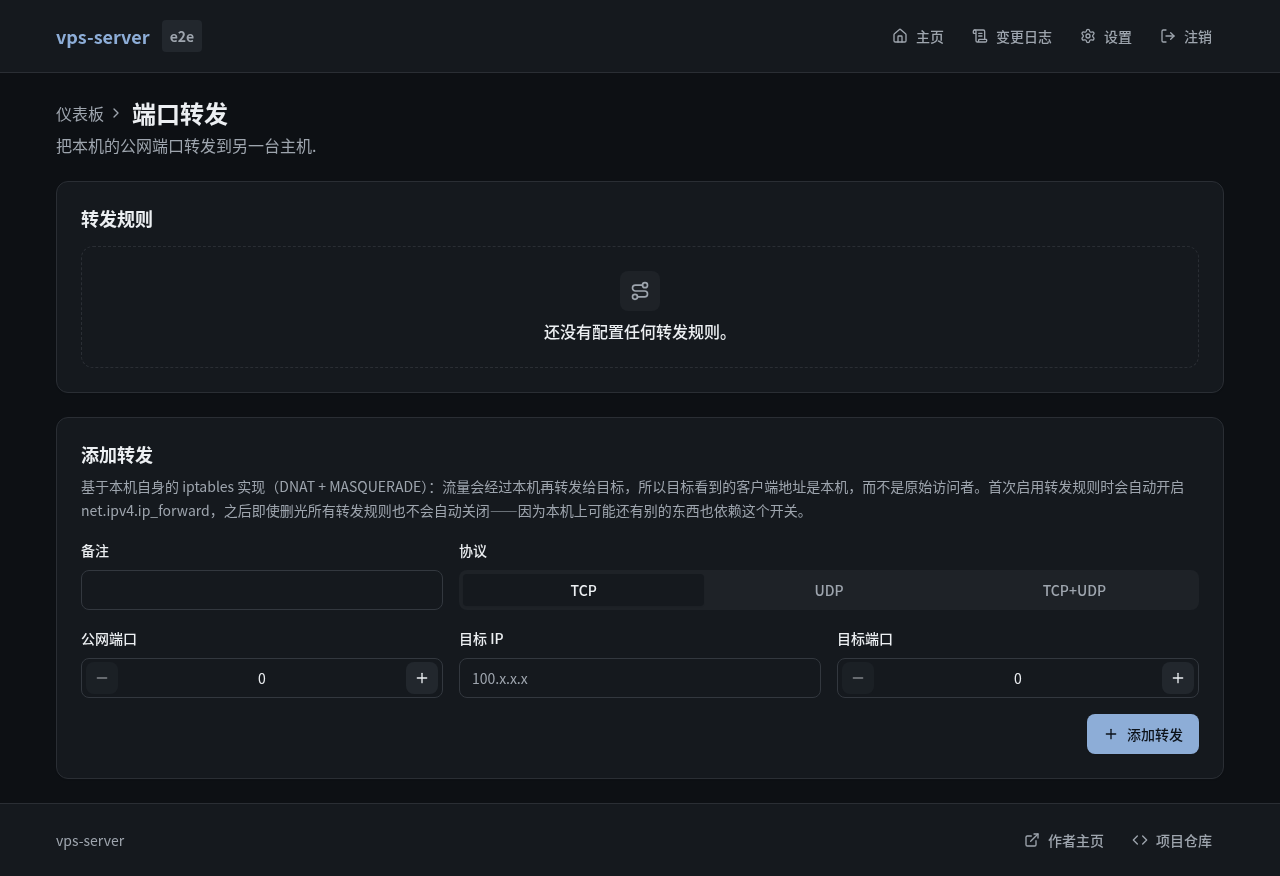 vps-server e2e 主页 变更日志 设置 注销
仪表板 端口转发
把本机的公网端口转发到另一台主机.
转发规则
还没有配置任何转发规则。
添加转发
基于本机自身的 iptables 实现（DNAT + MASQUERADE）：流量会经过本机再转发给目标，所以目标看到的客户端地址是本机，而不是原始访问者。首次启用转发规则时会自动开启
net.ipv4.ip_forward，之后即使删光所有转发规则也不会自动关闭——因为本机上可能还有别的东西也依赖这个开关。
备注 协议
TCP UDP TCP+UDP
公网端口 目标 IP 目标端口
0 100.x.x.x 0
添加转发
vps-server 作者主页 项目仓库